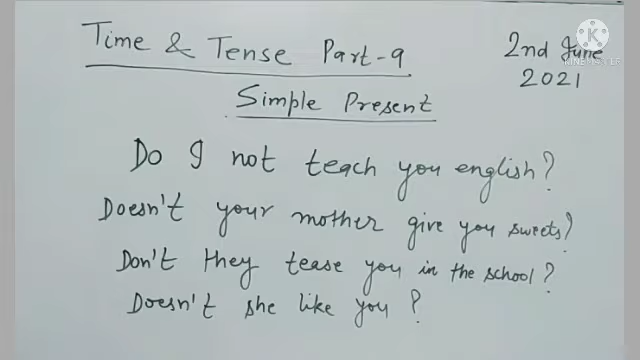 Time & Tense Part-9
2nd June
2021
KINEMASTER
Simple Present
Do I not teach you english?
Doesn't your mother give you sweets?
Don't they tease you in the school?
Doesn't she like you?